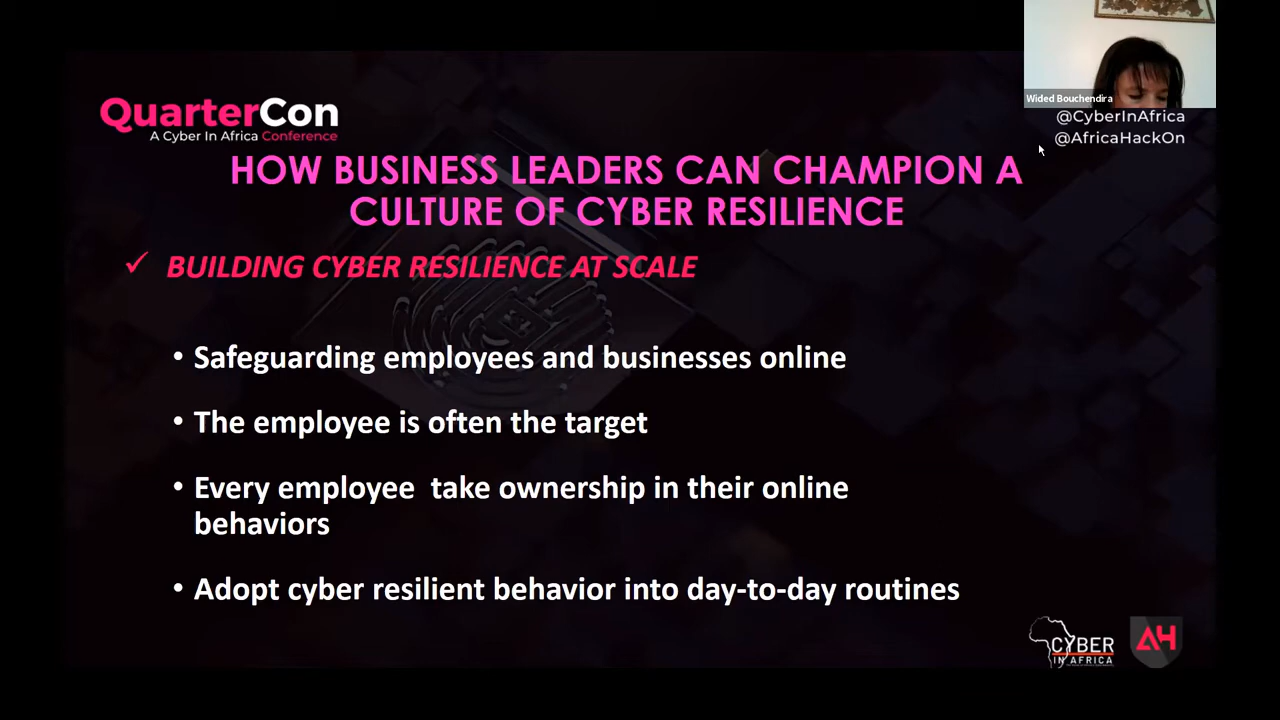 QuarterCon
A Cyber In Africa Conference
Wided Bouchendira
@CyberInAfrica
@AfricaHackOn
HOW BUSINESS LEADERS CAN CHAMPION A
CULTURE OF CYBER RESILIENCE
✓ BUILDING CYBER RESILIENCE AT SCALE
• Safeguarding employees and businesses online
• The employee is often the target
• Every employee  take ownership in their online
behaviors
• Adopt cyber resilient behavior into day-to-day routines
CYBER
IN AFRICA
AH